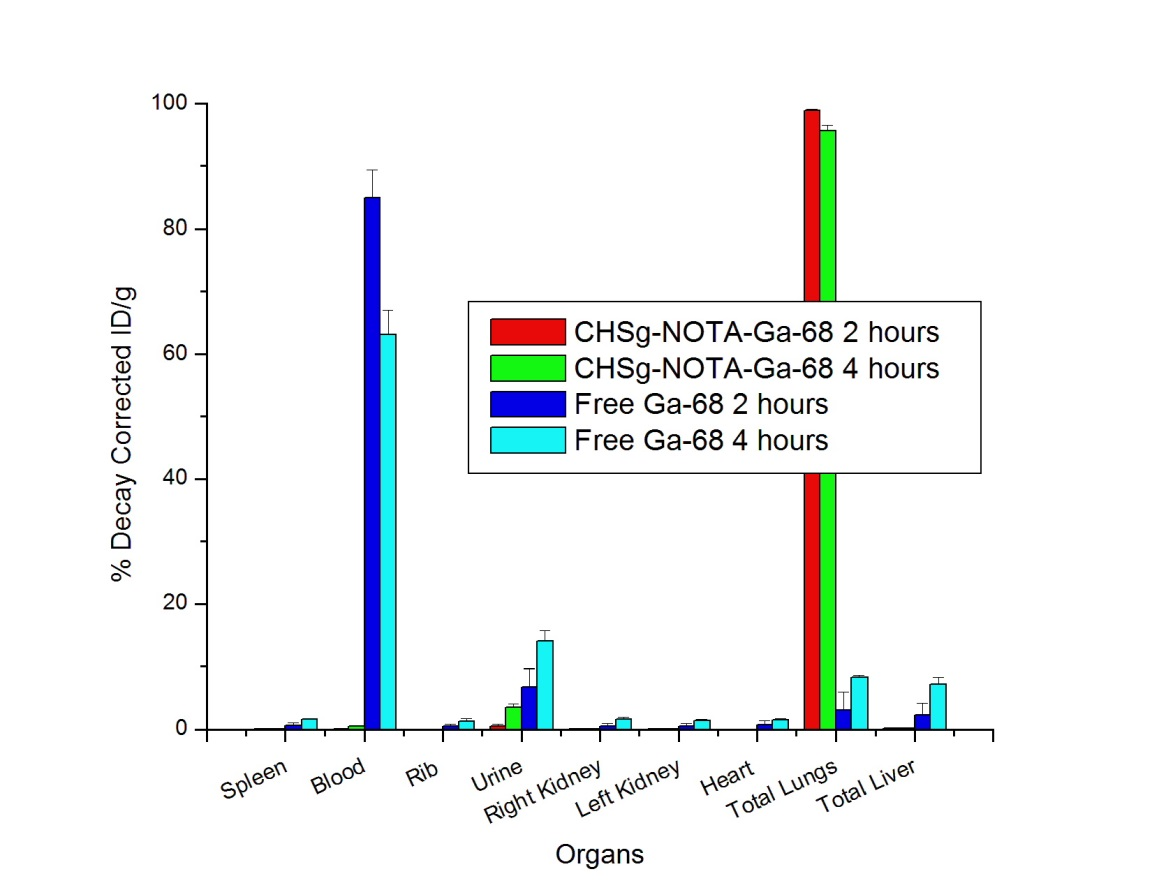 100
80
60
40
20
0
% Decay Corrected ID/g
CHSg-NOTA-Ga-68 2 hours
CHSg-NOTA-Ga-68 4 hours
Free Ga-68 2 hours
Free Ga-68 4 hours
Spleen
Blood
Rib
Urine
Right Kidney
Left Kidney
Heart
Total Lungs
Total Liver
Organs